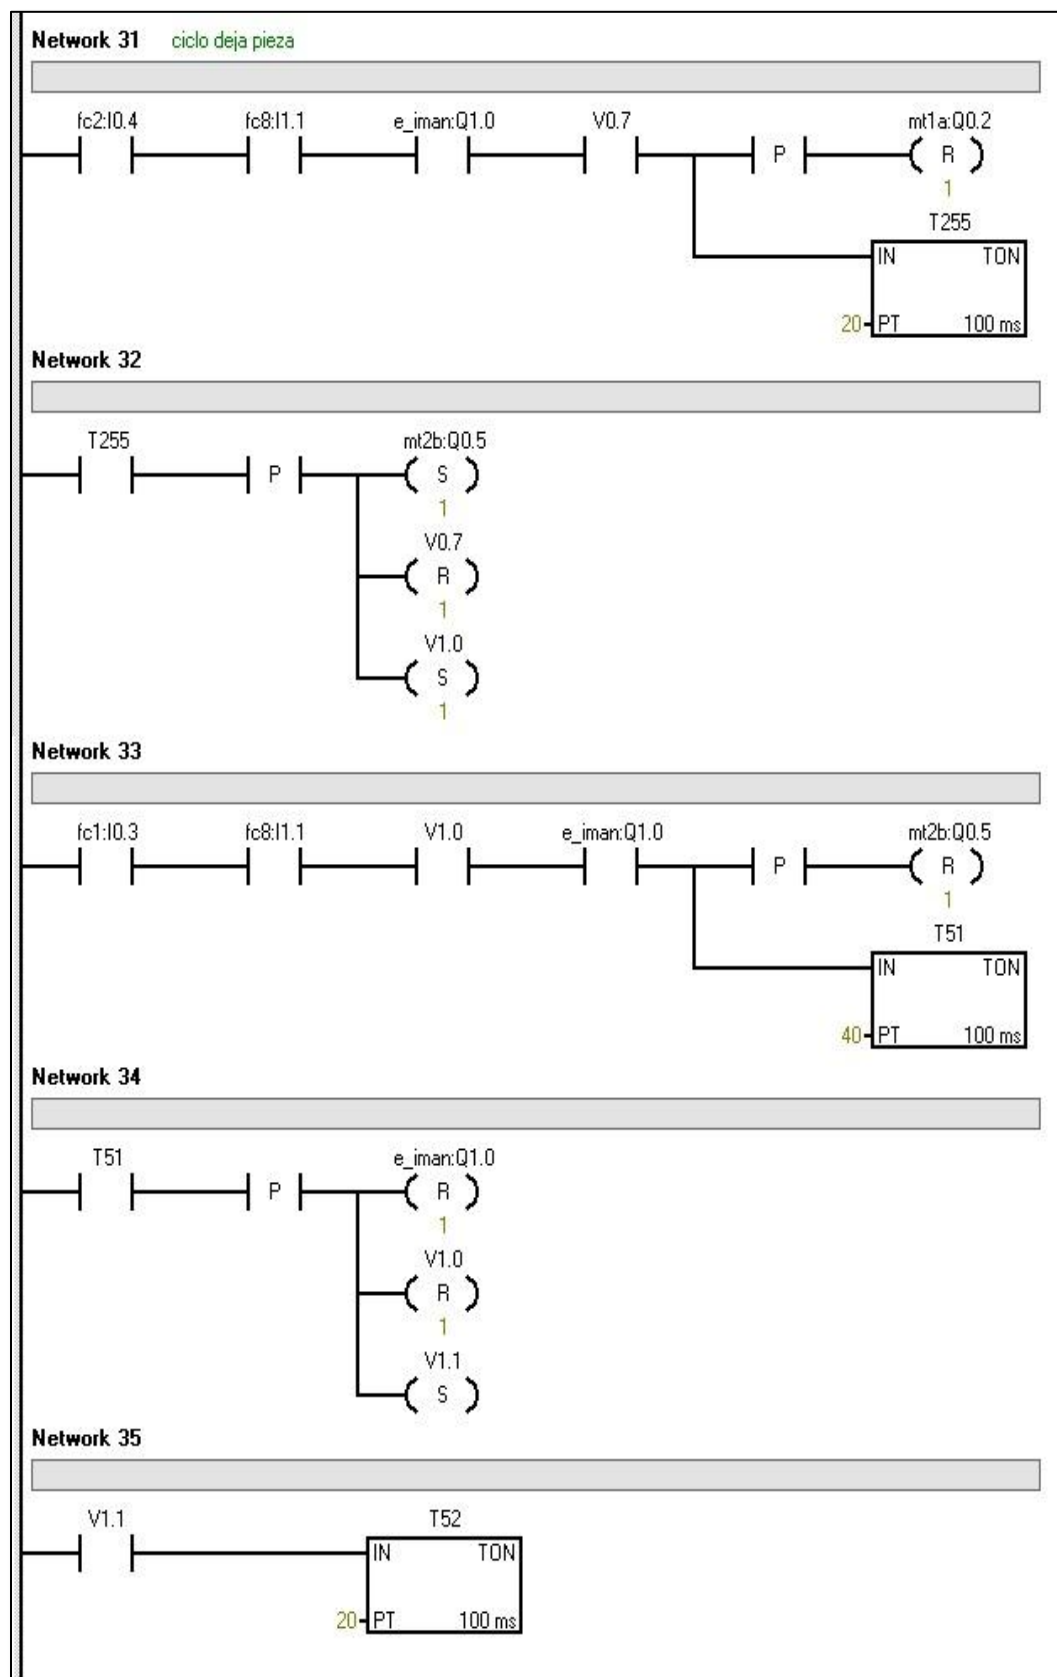 Network 31 ciclo deja pieza
fc2:I0.4 fc8:I1.1 e_iman:Q1.0 V0.7 mt1a:Q0.2
P R
1
T255
IN TON
20 PT 100 ms
Network 32
T255 mt2b:Q0.5
P S
1
V0.7
R
1
V1.0
S
1
Network 33
fc1:I0.3 fc8:I1.1 V1.0 e_iman:Q1.0 mt2b:Q0.5
P R
1
T51
IN TON
40 PT 100 ms
Network 34
T51 e_iman:Q1.0
P R
1
V1.0
R
1
V1.1
S
Network 35
V1.1 T52
IN TON
20 PT 100 ms